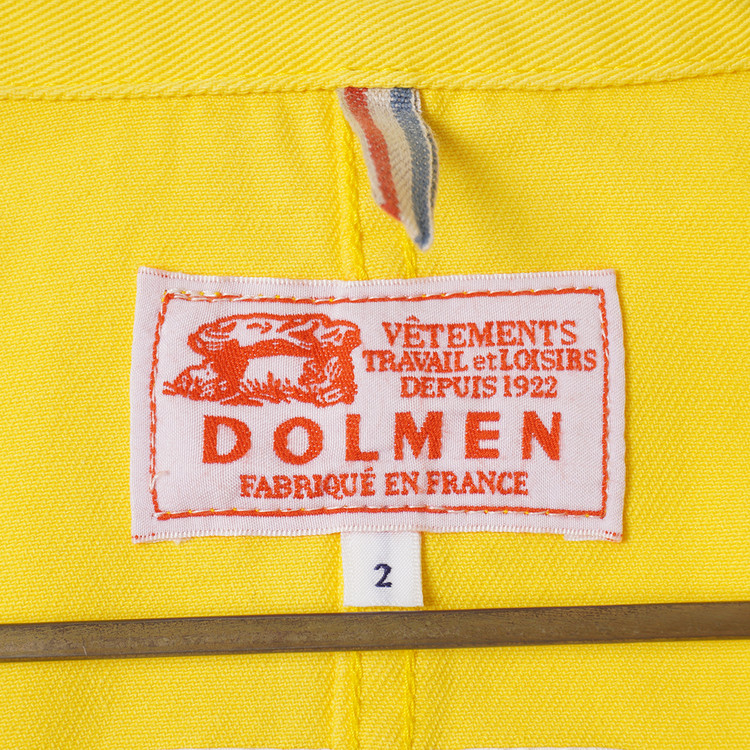 VÊTEMENTS
TRAVAIL et LOISIRS
DEPUIS 1922
DOLMEN
FABRIQUÉ EN FRANCE
2